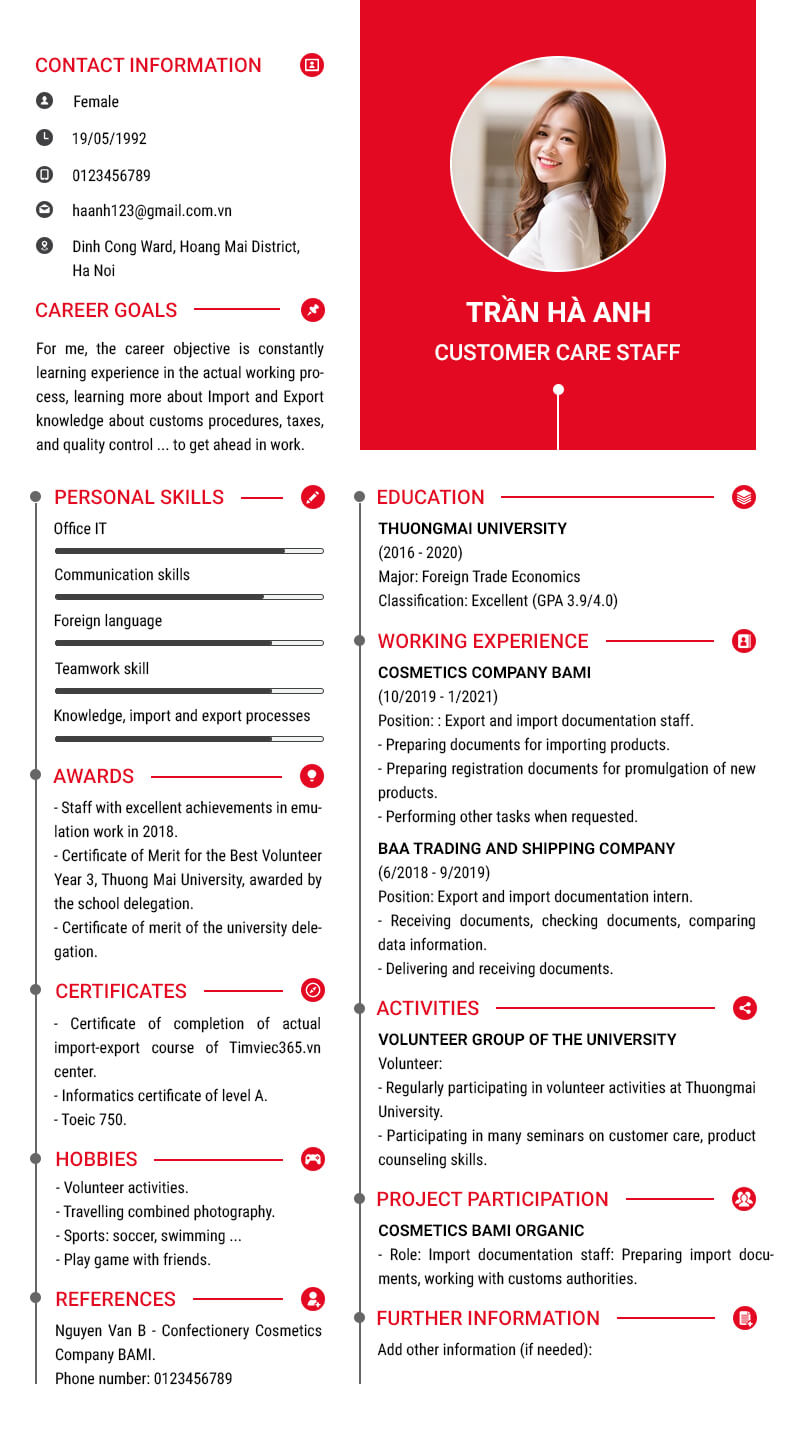 CONTACT INFORMATION
Female
19/05/1992
0123456789
haanh123@gmail.com.vn
Dinh Cong Ward, Hoang Mai District,
Ha Noi
CAREER GOALS
For me, the career objective is constantly
learning experience in the actual working pro-
cess, learning more about Import and Export
knowledge about customs procedures, taxes,
and quality control ... to get ahead in work.
TRẦN HÀ ANH
CUSTOMER CARE STAFF
PERSONAL SKILLS
Office IT
Communication skills
Foreign language
Teamwork skill
Knowledge, import and export processes
AWARDS
- Staff with excellent achievements in emu-
lation work in 2018.
- Certificate of Merit for the Best Volunteer
Year 3, Thuong Mai University, awarded by
the school delegation.
- Certificate of merit of the university dele-
gation.
CERTIFICATES
- Certificate of completion of actual
import-export course of Timviec365.vn
center.
- Informatics certificate of level A.
- Toeic 750.
HOBBIES
- Volunteer activities.
- Travelling combined photography.
- Sports: soccer, swimming ...
- Play game with friends.
REFERENCES
Nguyen Van B - Confectionery Cosmetics
Company BAMI.
Phone number: 0123456789
EDUCATION
THUONGMAI UNIVERSITY
(2016 - 2020)
Major: Foreign Trade Economics
Classification: Excellent (GPA 3.9/4.0)
WORKING EXPERIENCE
COSMETICS COMPANY BAMI
(10/2019 - 1/2021)
Position: : Export and import documentation staff.
- Preparing documents for importing products.
- Preparing registration documents for promulgation of new
products.
- Performing other tasks when requested.
BAA TRADING AND SHIPPING COMPANY
(6/2018 - 9/2019)
Position: Export and import documentation intern.
- Receiving documents, checking documents, comparing
data information.
- Delivering and receiving documents.
ACTIVITIES
VOLUNTEER GROUP OF THE UNIVERSITY
Volunteer:
- Regularly participating in volunteer activities at Thuongmai
University.
- Participating in many seminars on customer care, product
counseling skills.
PROJECT PARTICIPATION
COSMETICS BAMI ORGANIC
- Role: Import documentation staff: Preparing import docu-
ments, working with customs authorities.
FURTHER INFORMATION
Add other information (if needed):